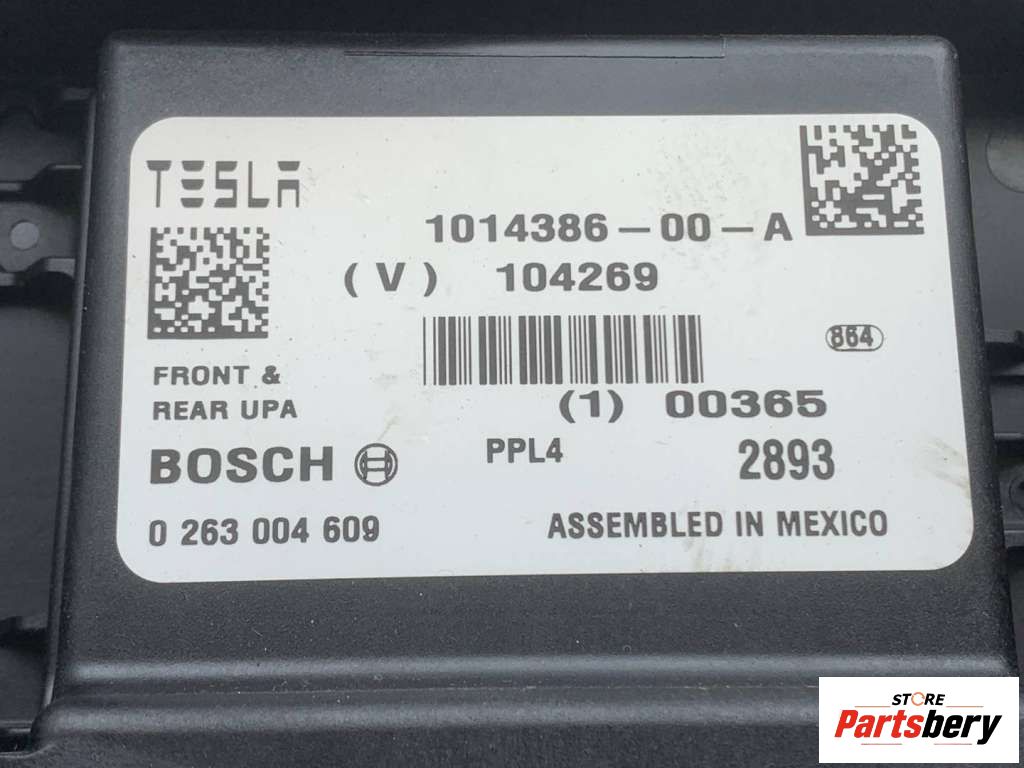 TESLA
1014386-00-A
(V) 104269
864
FRONT &
REAR UPA
(1) 00365
BOSCH
PPL4
2893
0 263 004 609
ASSEMBLED IN MEXICO
STORE
Partsbery